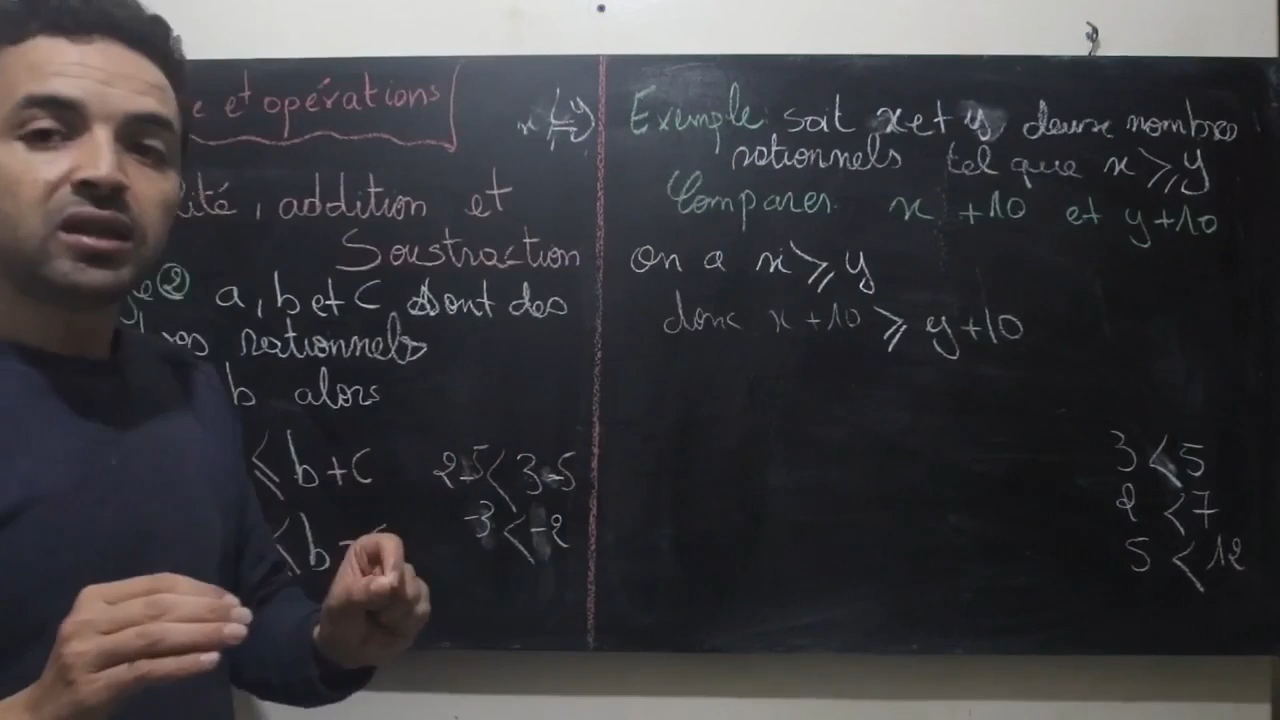 e et opérations
x < y
=
>
lité, addition et
Soustraction
② a, b et c sont des
res rationnels
b alors
≤ b+c
≤ b-c
2-5 < 3-5
-3 < -2
Exemple: soit x et y deux nombres
rationnels tel que x ≥ y
Comparer x +10 et y+10
on a x ≥ y
donc x +10 ≥ y+10
3 < 5
2 < 7
5 < 12